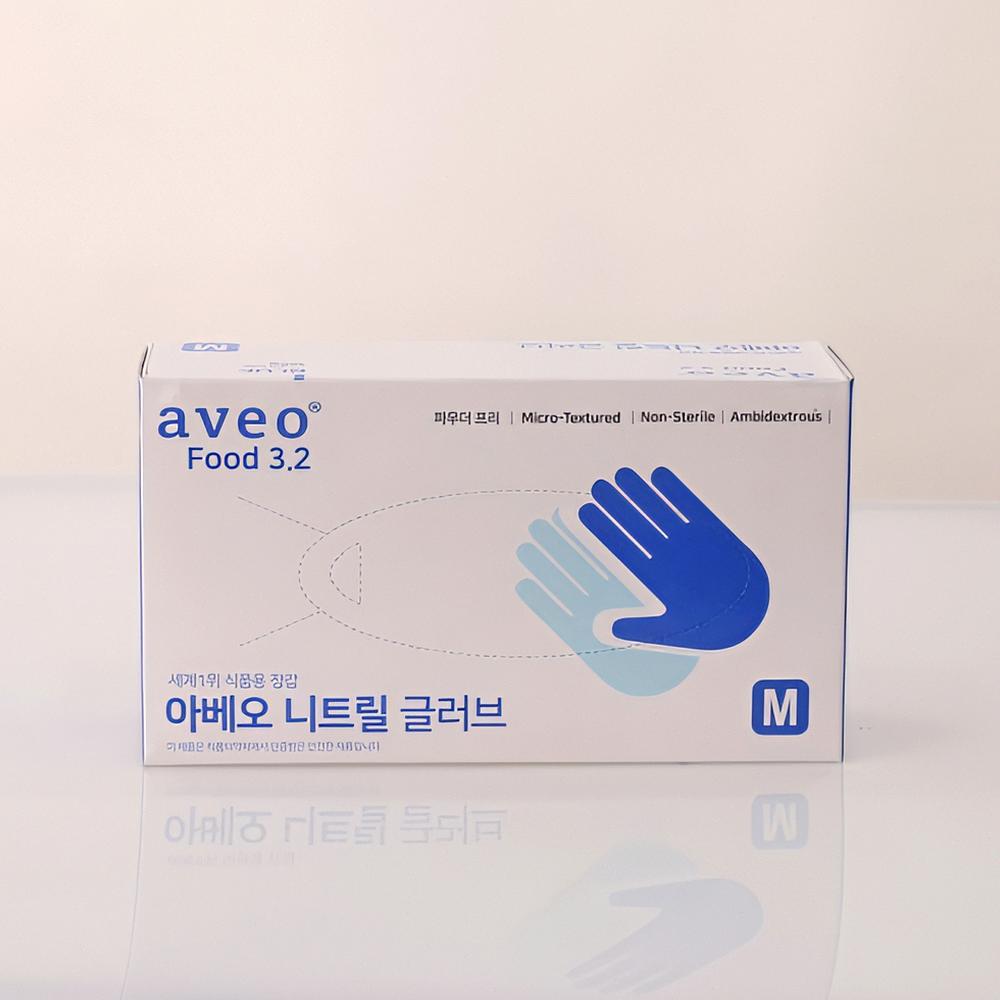 aveo®
Food 3.2
파우더 프리 | Micro-Textured | Non-Sterile | Ambidextrous |
세계1위 식품용 장갑
아베오 니트릴 글러브
M
M